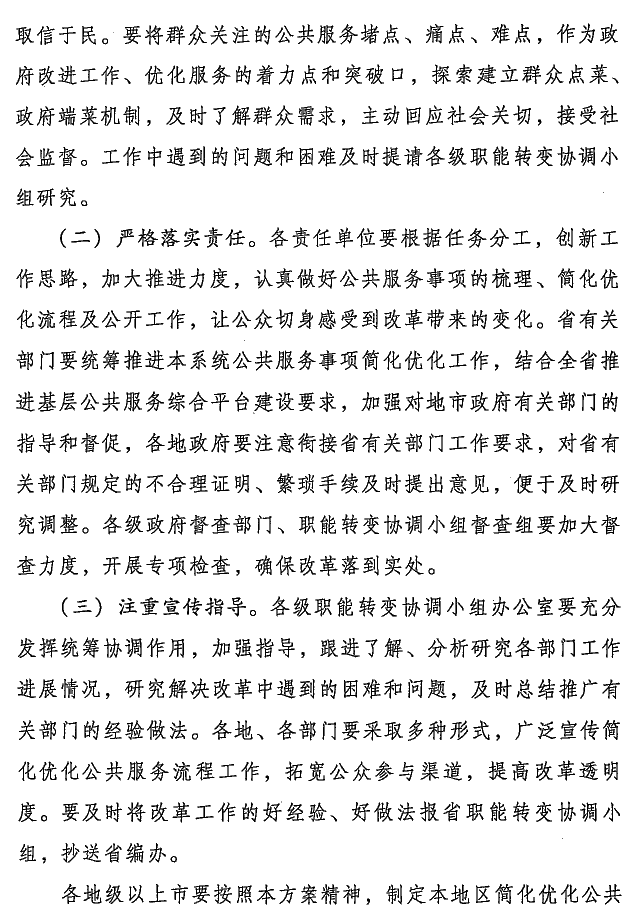 取信于民。要将群众关注的公共服务堵点、痛点、难点，作为政
府改进工作、优化服务的着力点和突破口，探索建立群众点菜、
政府端菜机制，及时了解群众需求，主动回应社会关切，接受社
会监督。工作中遇到的问题和困难及时提请各级职能转变协调小
组研究。
（二）严格落实责任。各责任单位要根据任务分工，创新工
作思路，加大推进力度，认真做好公共服务事项的梳理、简化优
化流程及公开工作，让公众切身感受到改革带来的变化。省有关
部门要统筹推进本系统公共服务事项简化优化工作，结合全省推
进基层公共服务综合平台建设要求，加强对地市政府有关部门的
指导和督促，各地政府要注意衔接省有关部门工作要求，对省有
关部门规定的不合理证明、繁琐手续及时提出意见，便于及时研
究调整。各级政府督查部门、职能转变协调小组督查组要加大督
查力度，开展专项检查，确保改革落到实处。
（三）注重宣传指导。各级职能转变协调小组办公室要充分
发挥统筹协调作用，加强指导，跟进了解、分析研究各部门工作
进展情况，研究解决改革中遇到的困难和问题，及时总结推广有
关部门的经验做法。各地、各部门要采取多种形式，广泛宣传简
化优化公共服务流程工作，拓宽公众参与渠道，提高改革透明
度。要及时将改革工作的好经验、好做法报省职能转变协调小
组，抄送省编办。
各地级以上市要按照本方案精神，制定本地区简化优化公共